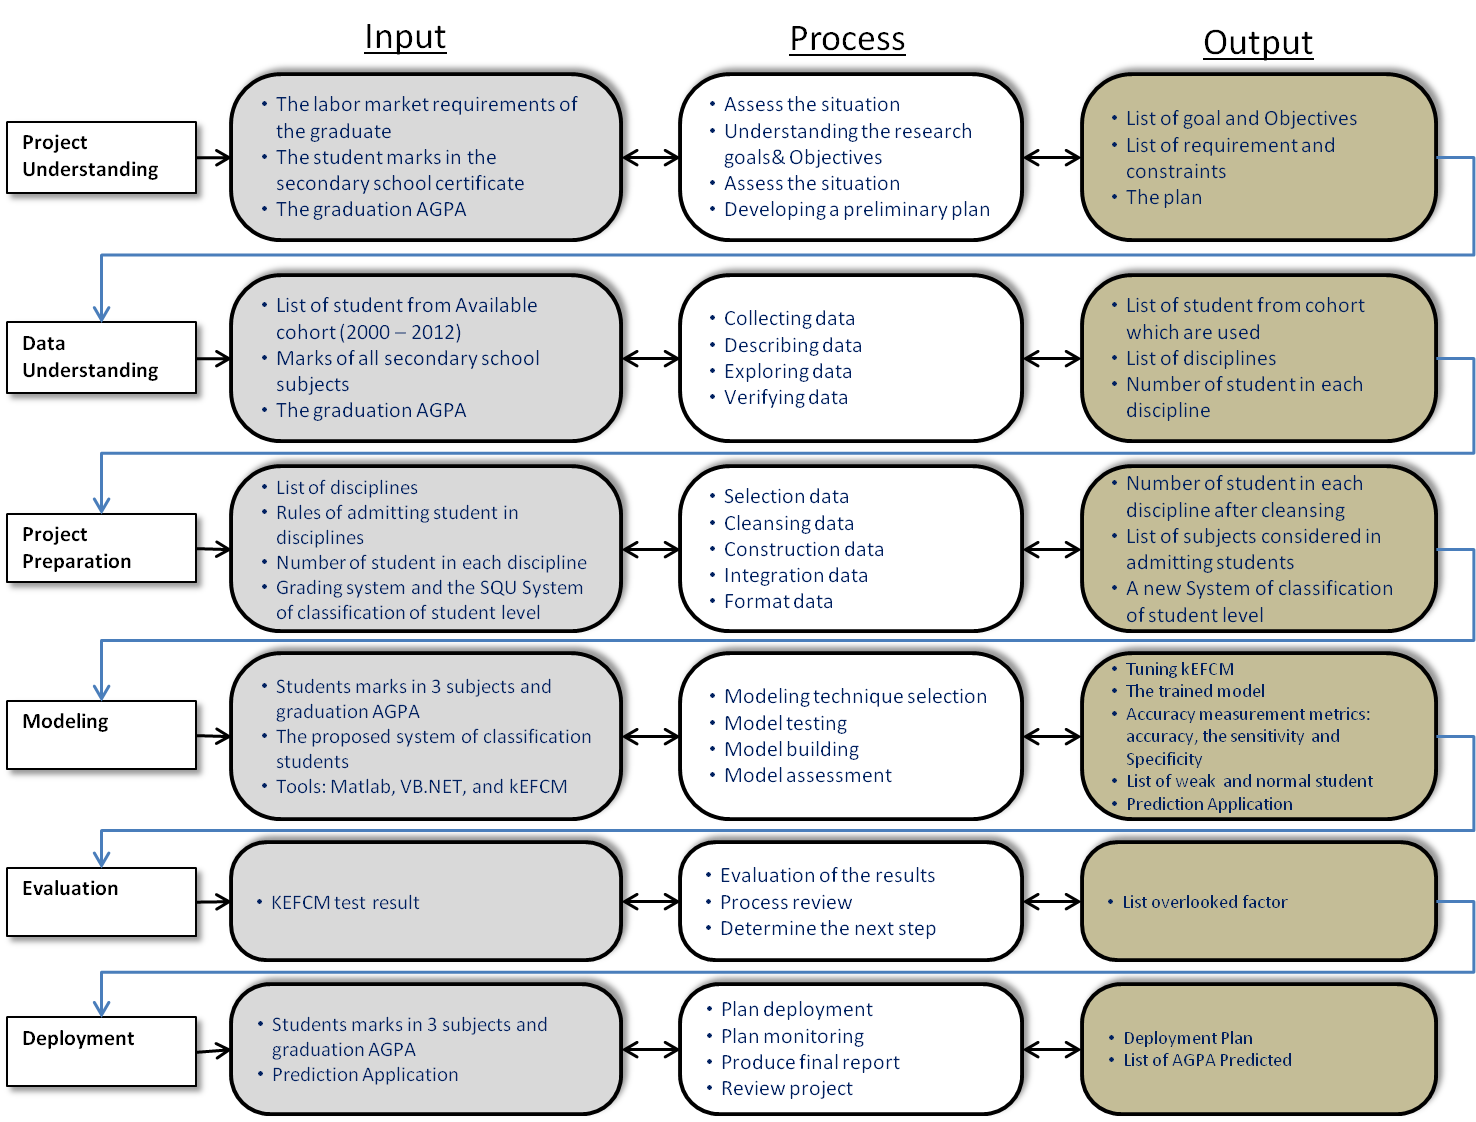 Input
Process
Output
Project
Understanding
• The labor market requirements of
the graduate
• The student marks in the
secondary school certificate
• The graduation AGPA
• Assess the situation
• Understanding the research
goals& Objectives
• Assess the situation
• Developing a preliminary plan
• List of goal and Objectives
• List of requirement and
constraints
• The plan
Data
Understanding
• List of student from Available
cohort (2000 – 2012)
• Marks of all secondary school
subjects
• The graduation AGPA
• Collecting data
• Describing data
• Exploring data
• Verifying data
• List of student from cohort
which are used
• List of disciplines
• Number of student in each
discipline
Project
Preparation
• List of disciplines
• Rules of admitting student in
disciplines
• Number of student in each discipline
• Grading system and the SQU System
of classification of student level
• Selection data
• Cleansing data
• Construction data
• Integration data
• Format data
• Number of student in each
discipline after cleansing
• List of subjects considered in
admitting students
• A new System of classification
of student level
Modeling
• Students marks in 3 subjects and
graduation AGPA
• The proposed system of classification
students
• Tools: Matlab, VB.NET, and kEFCM
• Modeling technique selection
• Model testing
• Model building
• Model assessment
• Tuning kEFCM
• The trained model
• Accuracy measurement metrics:
accuracy, the sensitivity and
Specificity
• List of weak and normal student
• Prediction Application
Evaluation
• KEFCM test result
• Evaluation of the results
• Process review
• Determine the next step
• List overlooked factor
Deployment
• Students marks in 3 subjects and
graduation AGPA
• Prediction Application
• Plan deployment
• Plan monitoring
• Produce final report
• Review project
• Deployment Plan
• List of AGPA Predicted